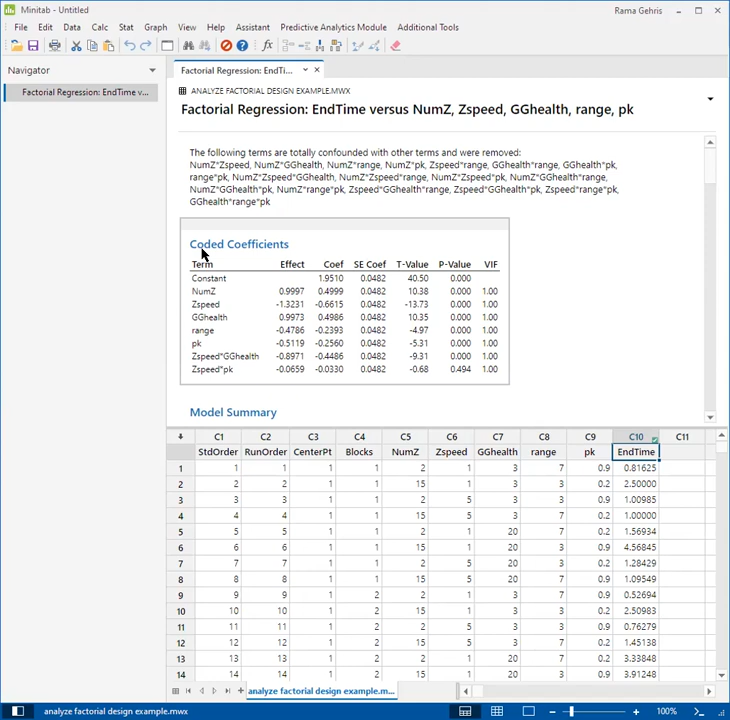 Minitab - Untitled
Rama Gehris
File Edit Data Calc Stat Graph View Help Assistant Predictive Analytics Module Additional Tools
Navigator
Factorial Regression: EndTi...
Factorial Regression: EndTime v...
ANALYZE FACTORIAL DESIGN EXAMPLE.MWX
Factorial Regression: EndTime versus NumZ, Zspeed, GGhealth, range, pk
The following terms are totally confounded with other terms and were removed:
NumZ*Zspeed, NumZ*GGhealth, NumZ*range, NumZ*pk, Zspeed*range, GGhealth*range, GGhealth*pk,
range*pk, NumZ*Zspeed*GGhealth, NumZ*Zspeed*range, NumZ*Zspeed*pk, NumZ*GGhealth*range,
NumZ*GGhealth*pk, NumZ*range*pk, Zspeed*GGhealth*range, Zspeed*GGhealth*pk, Zspeed*range*pk,
GGhealth*range*pk
Coded Coefficients
Term Effect Coef SE Coef T-Value P-Value VIF
Constant 1.9510 0.0482 40.50 0.000
NumZ 0.9997 0.4999 0.0482 10.38 0.000 1.00
Zspeed -1.3231 -0.6615 0.0482 -13.73 0.000 1.00
GGhealth 0.9973 0.4986 0.0482 10.35 0.000 1.00
range -0.4786 -0.2393 0.0482 -4.97 0.000 1.00
pk -0.5119 -0.2560 0.0482 -5.31 0.000 1.00
Zspeed*GGhealth -0.8971 -0.4486 0.0482 -9.31 0.000 1.00
Zspeed*pk -0.0659 -0.0330 0.0482 -0.68 0.494 1.00
Model Summary
C1 C2 C3 C4 C5 C6 C7 C8 C9 C10 C11
StdOrder RunOrder CenterPt Blocks NumZ Zspeed GGhealth range pk EndTime
1 1 1 1 1 2 1 3 7 0.9 0.81625
2 2 2 1 1 15 1 3 3 0.2 2.50000
3 3 3 1 1 2 5 3 3 0.9 1.00985
4 4 4 1 1 15 5 3 7 0.2 1.00000
5 5 5 1 1 2 1 20 7 0.2 1.56934
6 6 6 1 1 15 1 20 3 0.9 4.56845
7 7 7 1 1 2 5 20 3 0.2 1.28429
8 8 8 1 1 15 5 20 7 0.9 1.09549
9 9 9 1 2 2 1 3 7 0.9 0.52694
10 10 10 1 2 15 1 3 3 0.2 2.50983
11 11 11 1 2 2 5 3 3 0.9 0.76279
12 12 12 1 2 15 5 3 7 0.2 1.45138
13 13 13 1 2 2 1 20 7 0.2 3.33848
14 14 14 1 2 15 1 20 3 0.9 3.91248
analyze factorial design example.m...
analyze factorial design example.mwx
100%